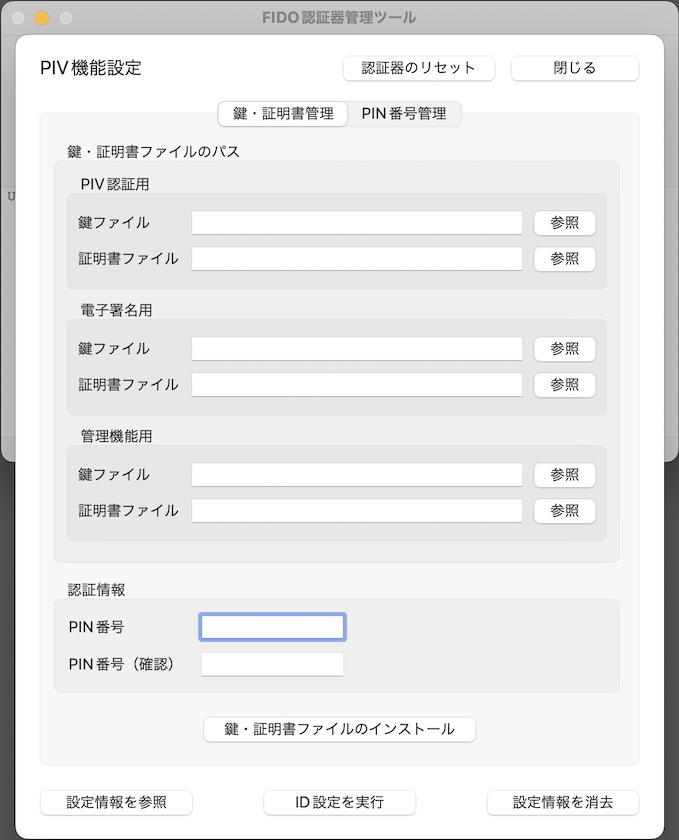 FIDO認証器管理ツール
PIV機能設定 認証器のリセット 閉じる
鍵・証明書管理 PIN番号管理
鍵・証明書ファイルのパス
U
PIV認証用
鍵ファイル 参照
証明書ファイル 参照
電子署名用
鍵ファイル 参照
証明書ファイル 参照
管理機能用
鍵ファイル 参照
証明書ファイル 参照
認証情報
PIN番号
PIN番号（確認）
鍵・証明書ファイルのインストール
設定情報を参照 ID設定を実行 設定情報を消去